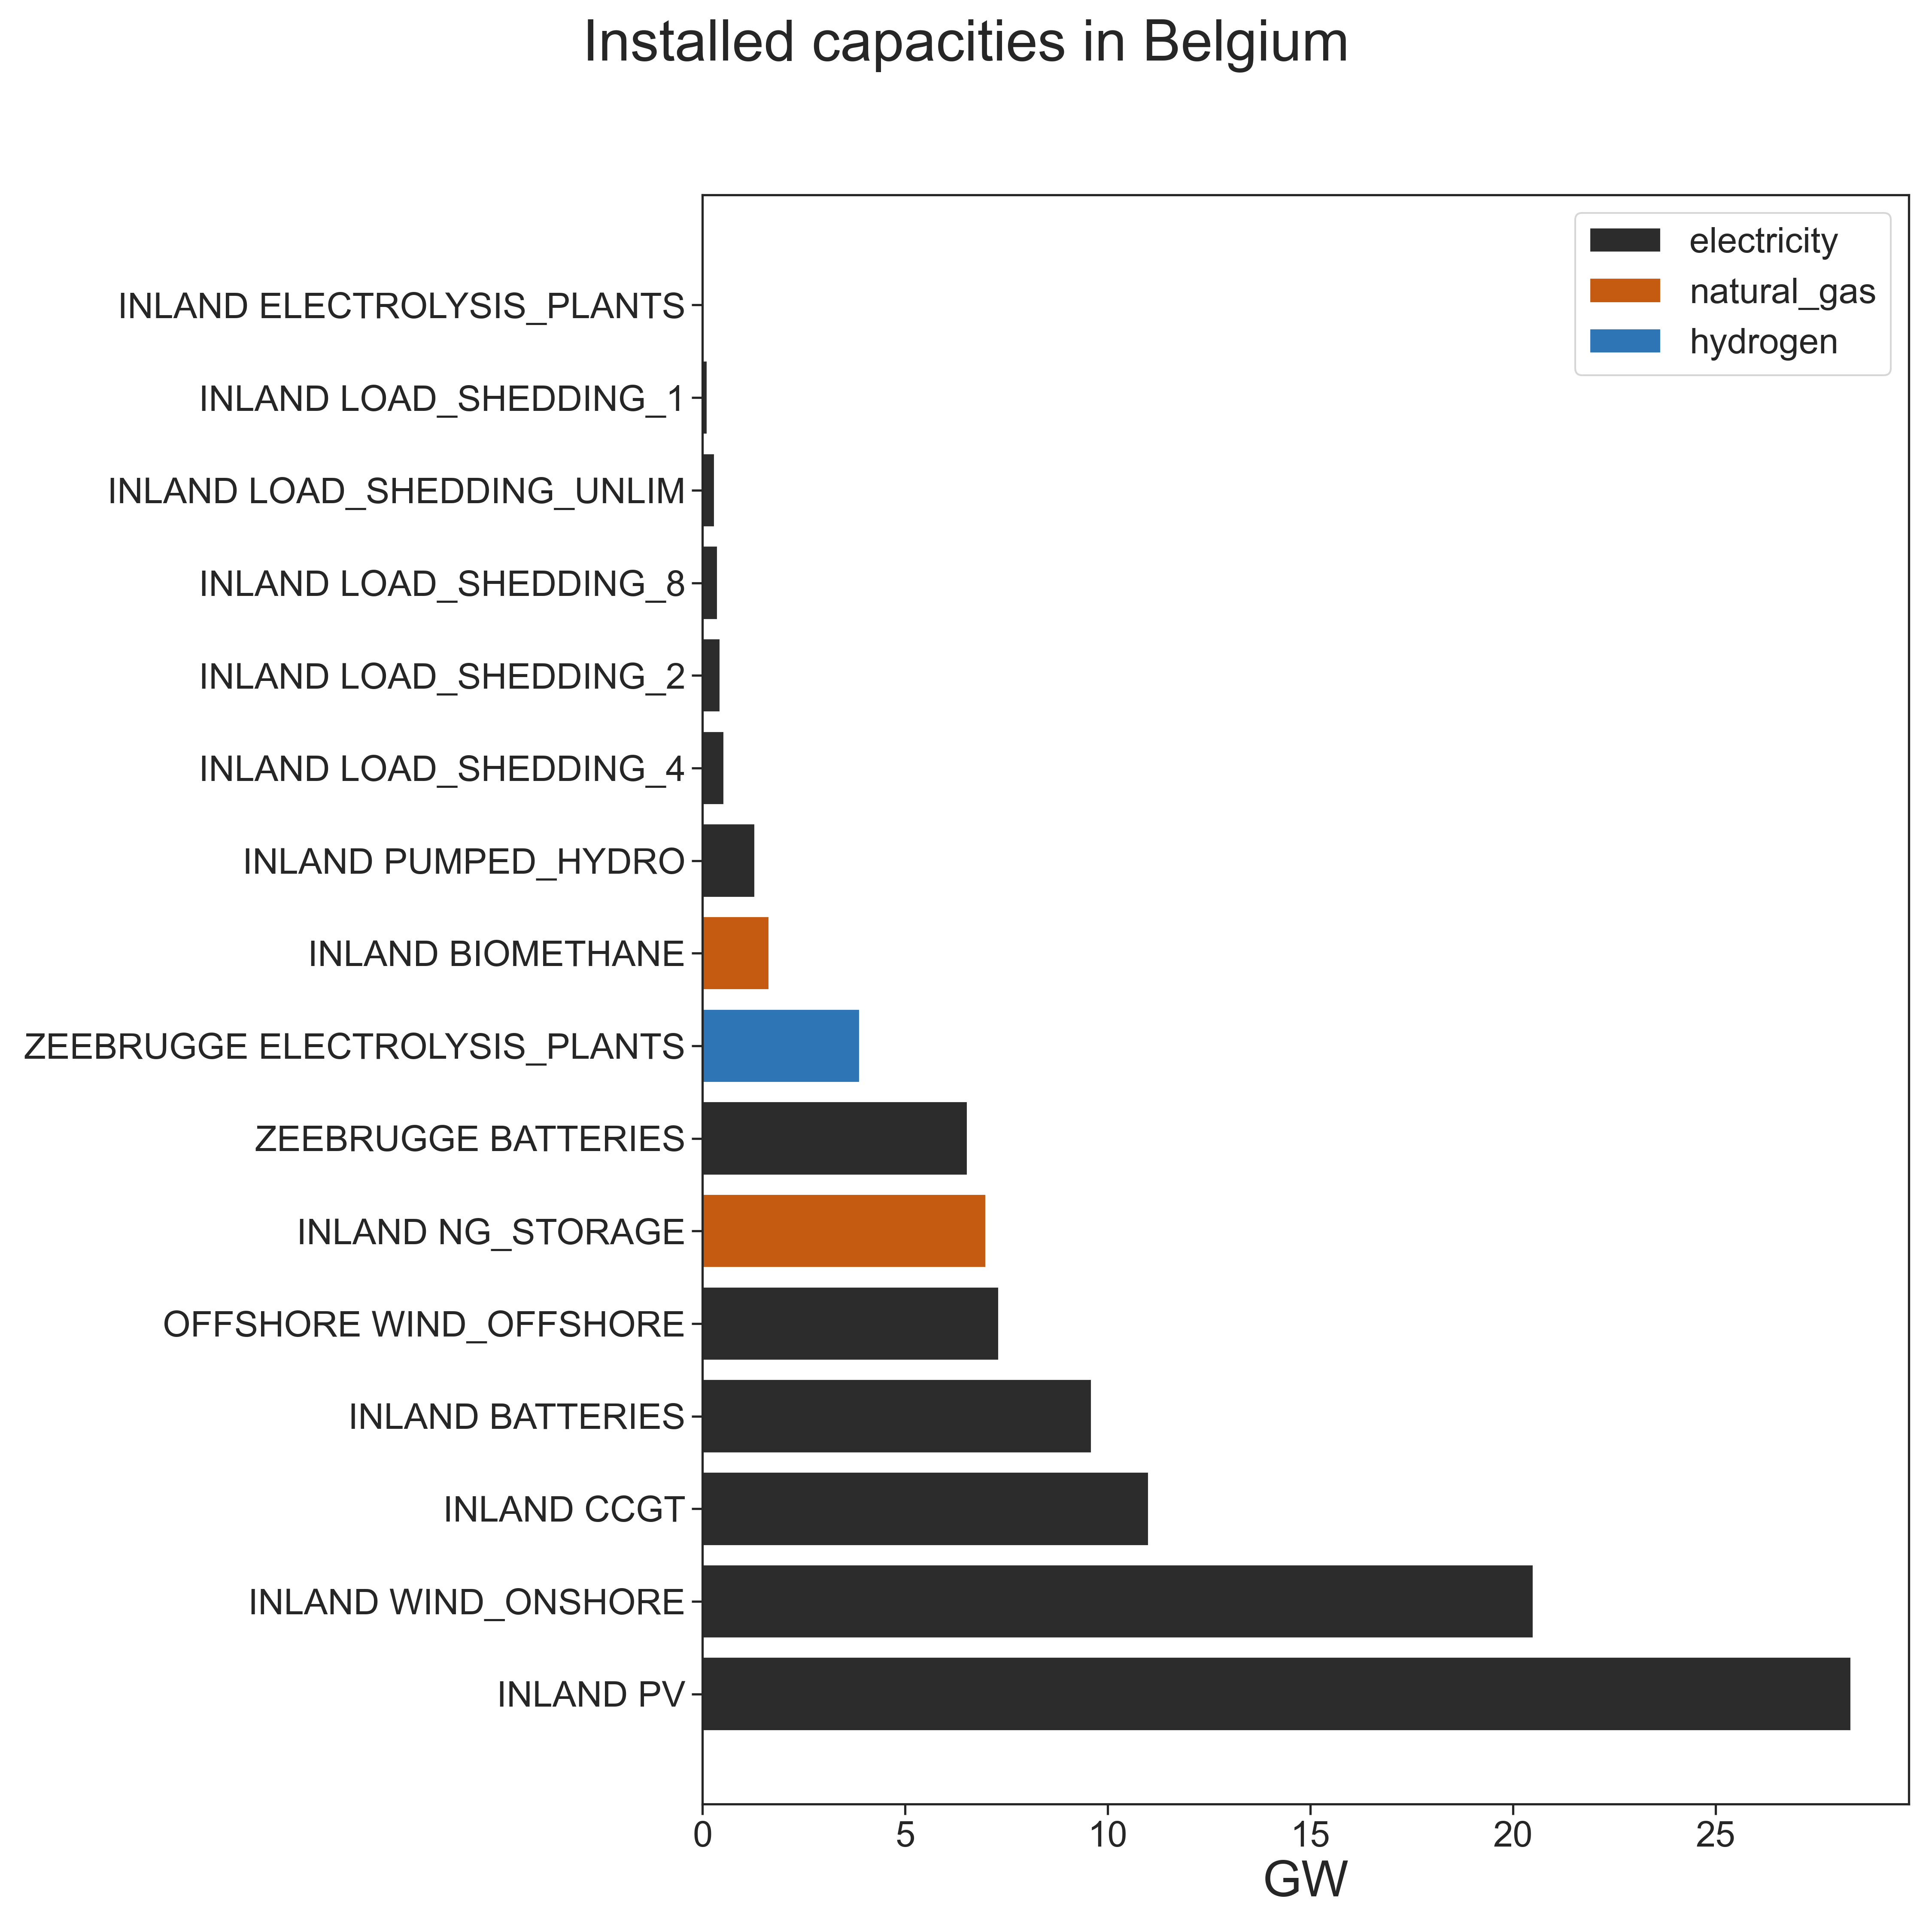 Installed capacities in Belgium
electricity
natural_gas
hydrogen
INLAND ELECTROLYSIS_PLANTS
INLAND LOAD_SHEDDING_1
INLAND LOAD_SHEDDING_UNLIM
INLAND LOAD_SHEDDING_8
INLAND LOAD_SHEDDING_2
INLAND LOAD_SHEDDING_4
INLAND PUMPED_HYDRO
INLAND BIOMETHANE
ZEEBRUGGE ELECTROLYSIS_PLANTS
ZEEBRUGGE BATTERIES
INLAND NG_STORAGE
OFFSHORE WIND_OFFSHORE
INLAND BATTERIES
INLAND CCGT
INLAND WIND_ONSHORE
INLAND PV
0 5 10 15 20 25
GW